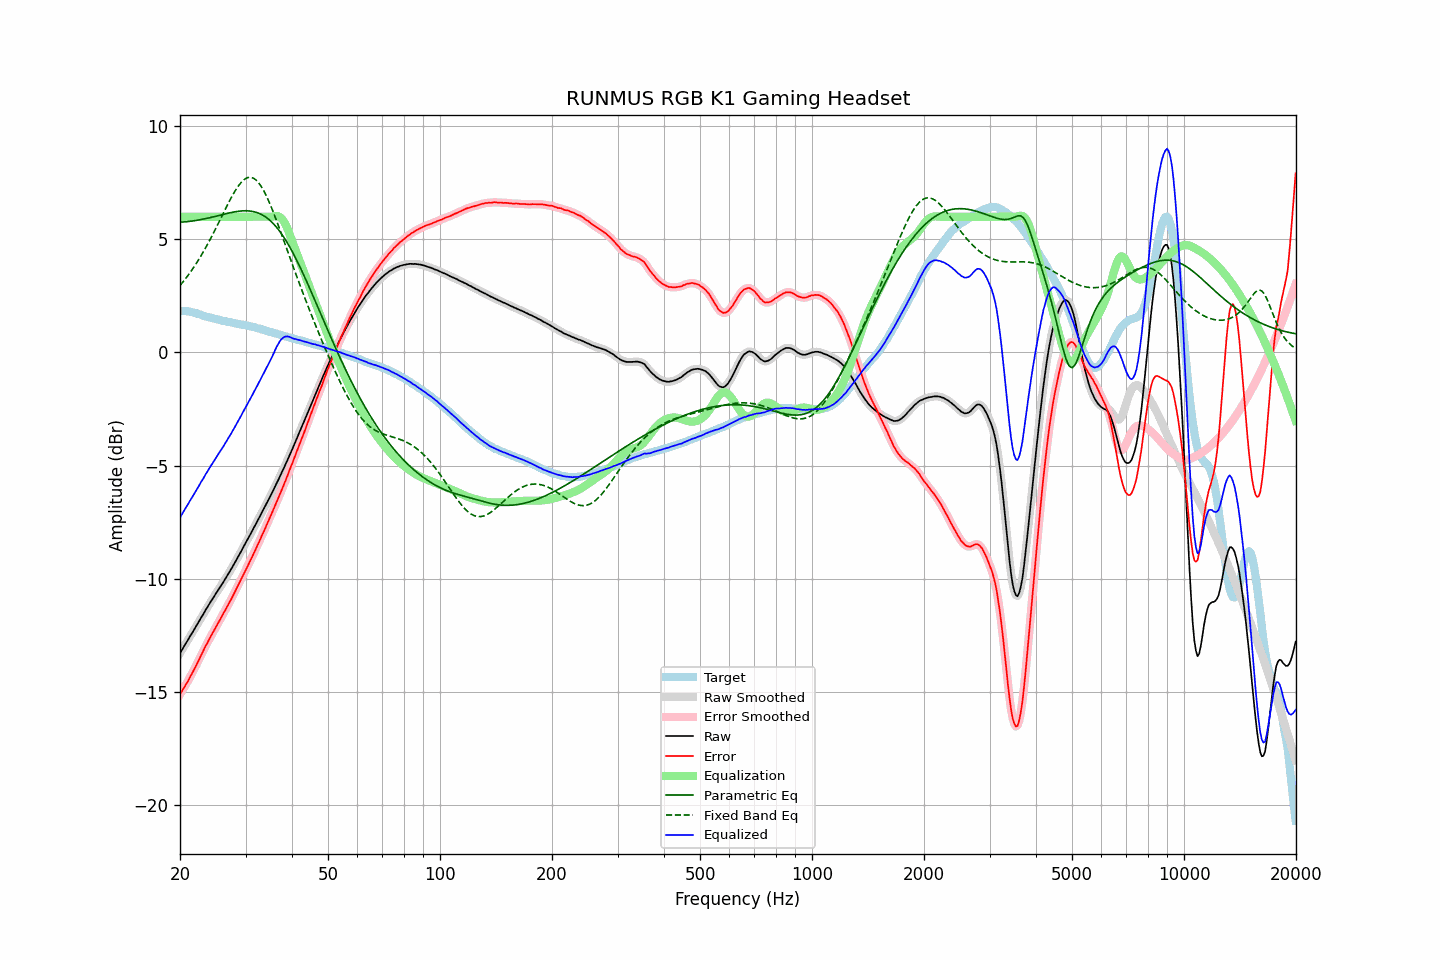 RUNMUS RGB K1 Gaming Headset
10
5
0
−5
−10
−15
−20
Amplitude (dBr)
Target
Raw Smoothed
Error Smoothed
Raw
Error
Equalization
Parametric Eq
Fixed Band Eq
Equalized
20 50 100 200 500 1000 2000 5000 10000 20000
Frequency (Hz)